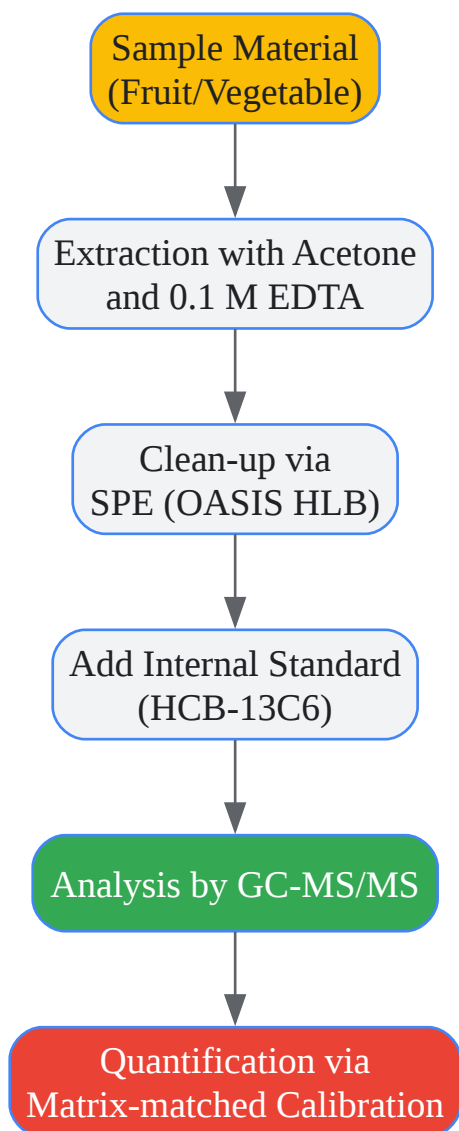 Sample Material
(Fruit/Vegetable)
Extraction with Acetone
and 0.1 M EDTA
Clean-up via
SPE (OASIS HLB)
Add Internal Standard
(HCB-13C6)
Analysis by GC-MS/MS
Quantification via
Matrix-matched Calibration